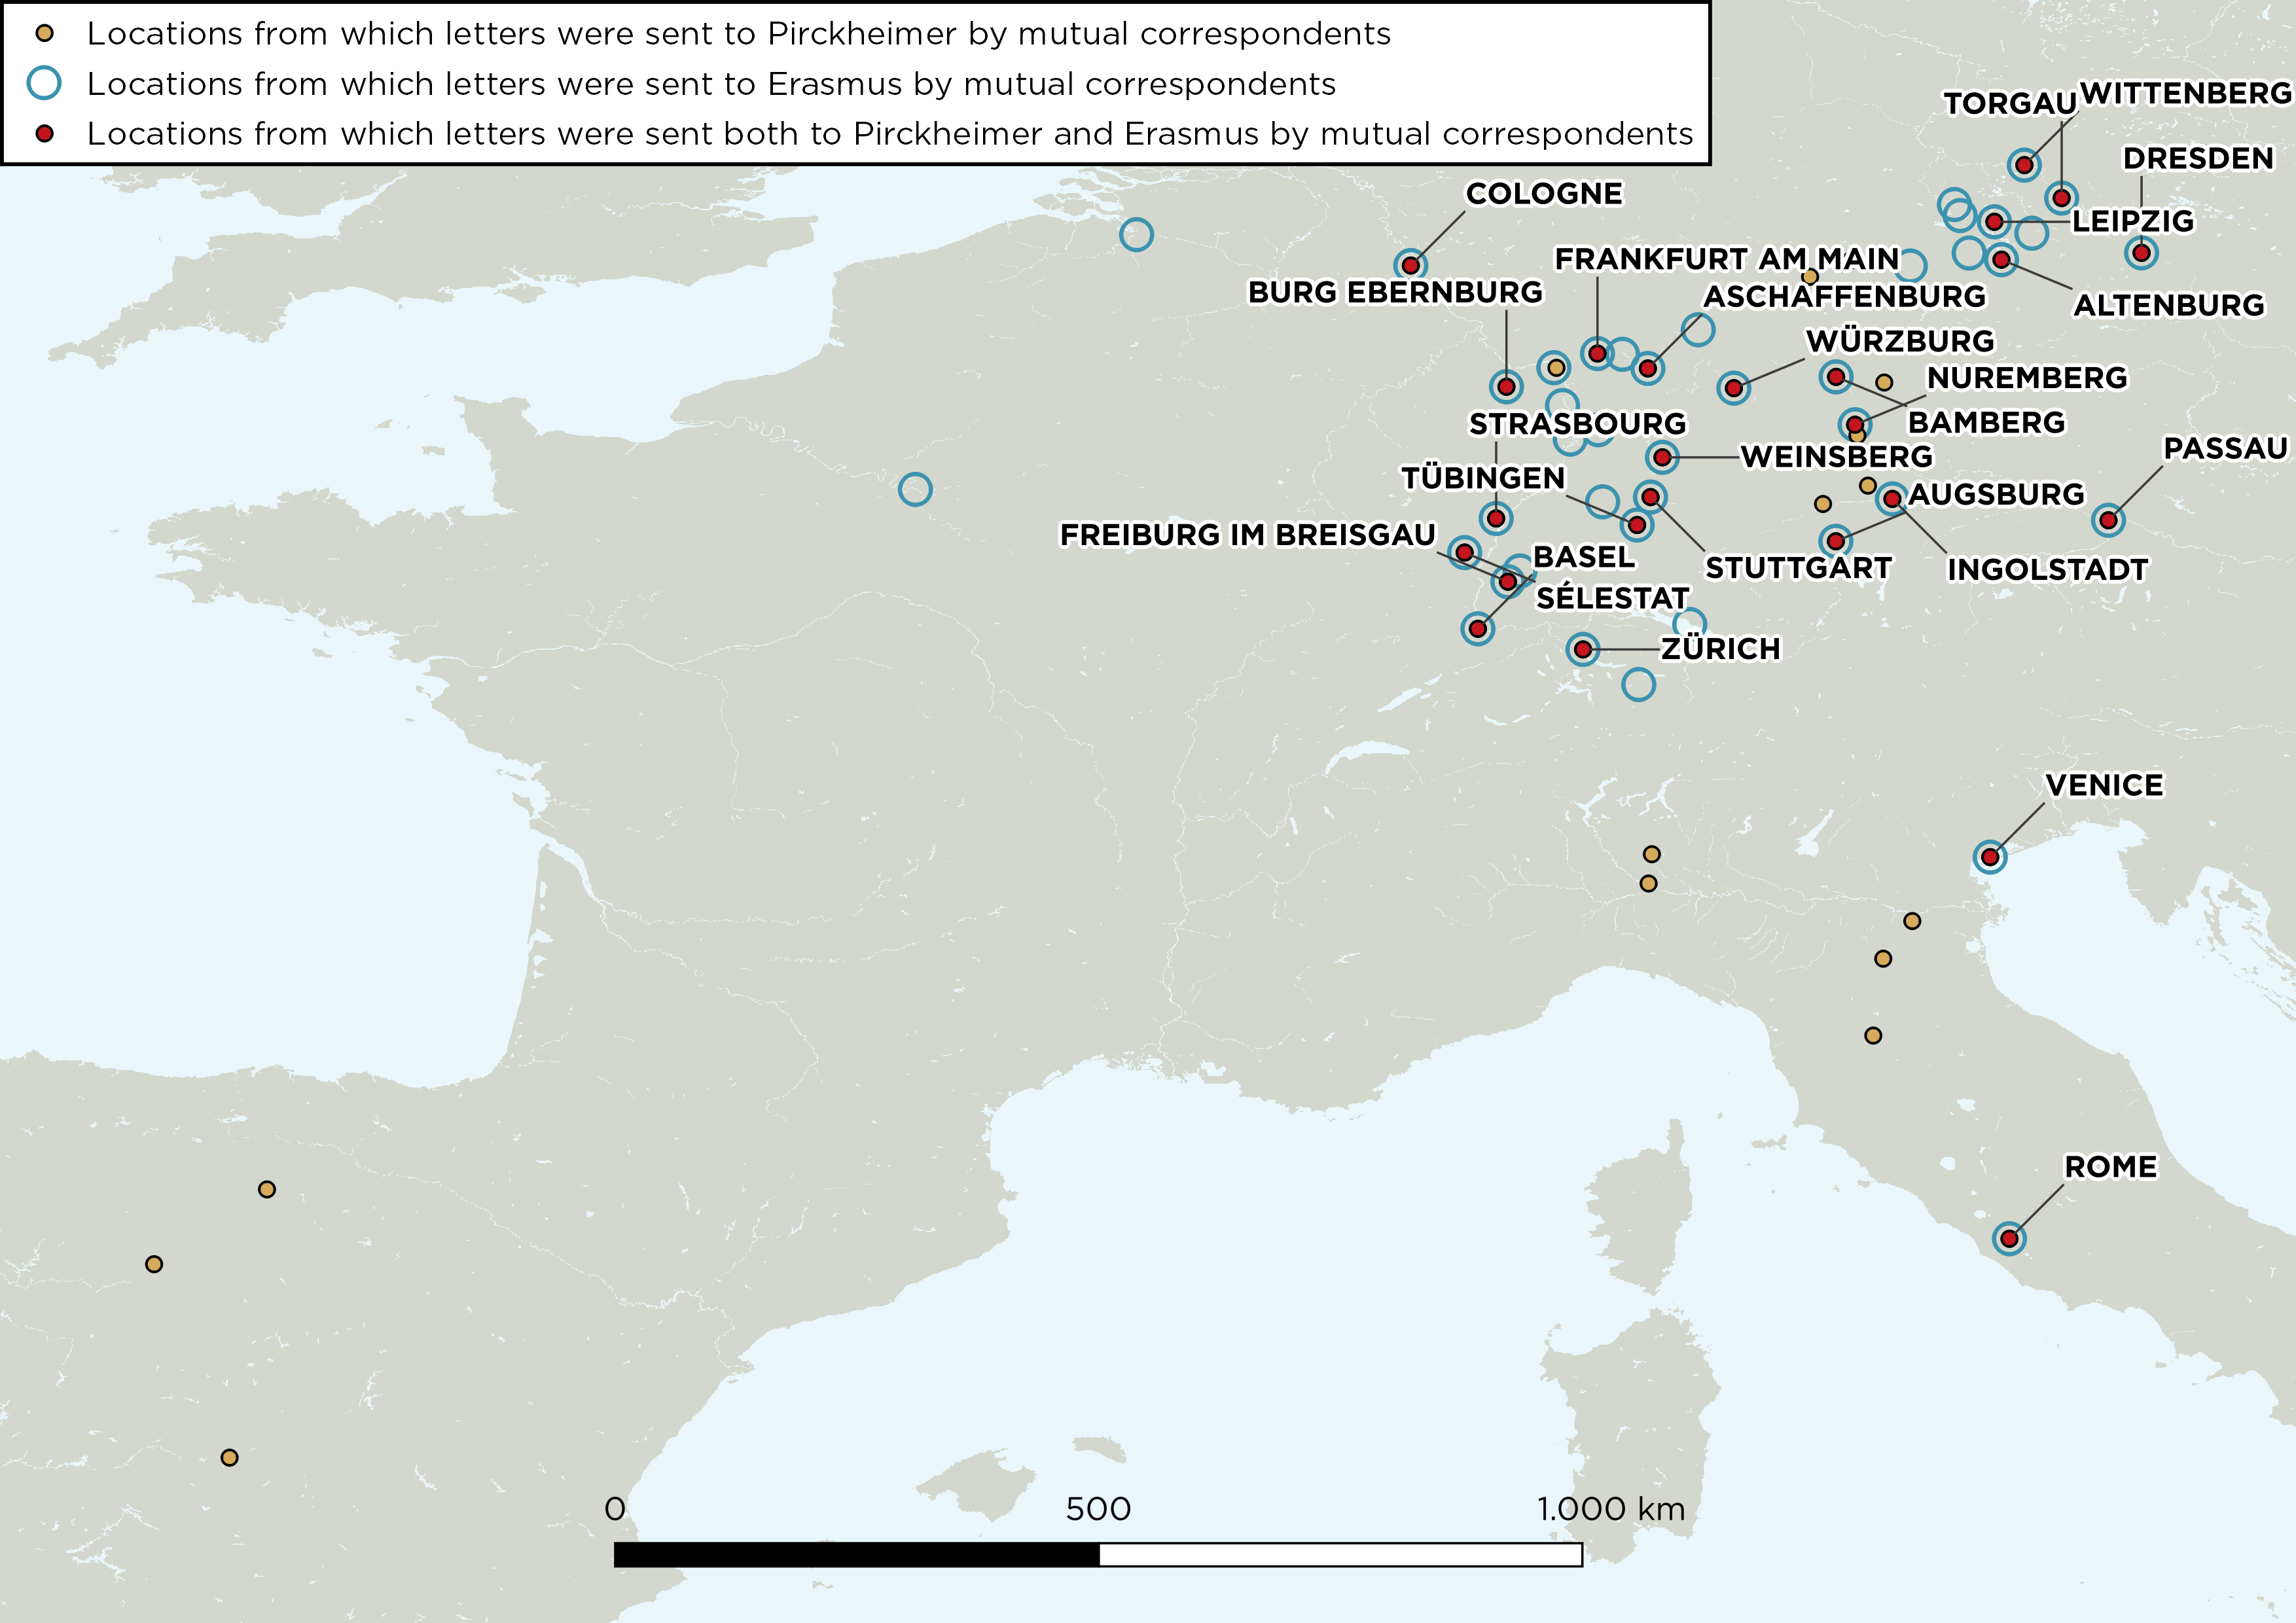 Locations from which letters were sent to Pirckheimer by mutual correspondents
Locations from which letters were sent to Erasmus by mutual correspondents
Locations from which letters were sent both to Pirckheimer and Erasmus by mutual correspondents
WITTENBERG
TORGAU
DRESDEN
COLOGNE
LEIPZIG
FRANKFURT AM MAIN
BURG EBERNBURG
ASCHAFFENBURG
ALTENBURG
WÜRZBURG
NUREMBERG
STRASBOURG
BAMBERG
PASSAU
WEINSBERG
TÜBINGEN
AUGSBURG
FREIBURG IM BREISGAU
BASEL
STUTTGART
INGOLSTADT
SÉLESTAT
ZÜRICH
VENICE
ROME
0 500 1.000 km